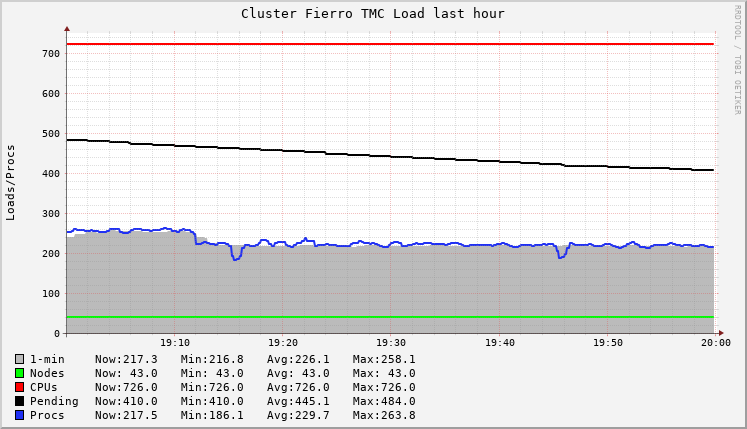 Cluster Fierro TMC Load last hour
RRDTOOL / TOBI OETIKER
Loads/Procs
700
600
500
400
300
200
100
0
19:10 19:20 19:30 19:40 19:50 20:00
1-min Now:217.3 Min:216.8 Avg:226.1 Max:258.1
Nodes Now: 43.0 Min: 43.0 Avg: 43.0 Max: 43.0
CPUs Now:726.0 Min:726.0 Avg:726.0 Max:726.0
Pending Now:410.0 Min:410.0 Avg:445.1 Max:484.0
Procs Now:217.5 Min:186.1 Avg:229.7 Max:263.8